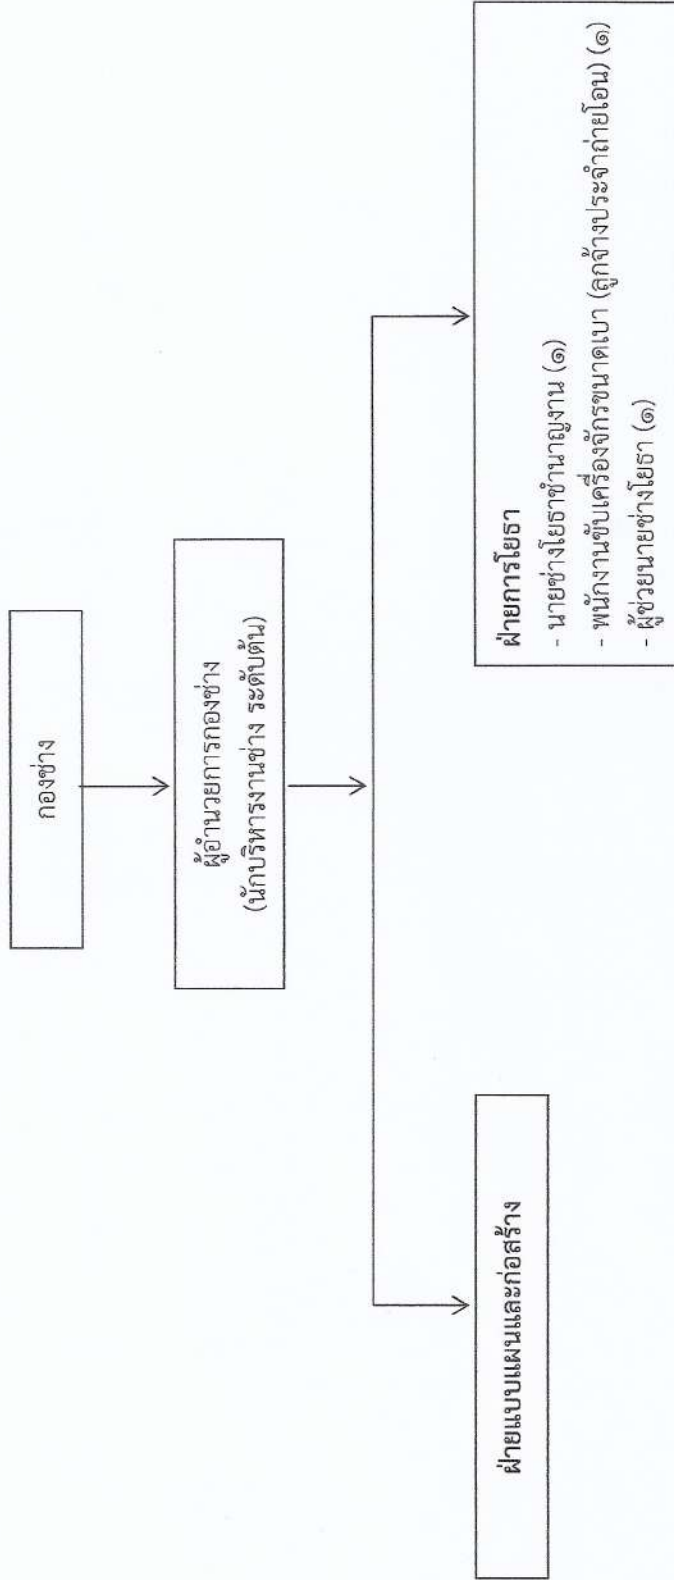 กองช่าง
ผู้อำนวยการกองช่าง
(นักบริหารงานช่าง ระดับต้น)
ฝ่ายแบบแผนและก่อสร้าง
ฝ่ายการโยธา
- นายช่างโยธาชำนาญงาน (๑)
- พนักงานขับเครื่องจักรขนาดเบา (ลูกจ้างประจำถ่ายโอน) (๑)
- ผู้ช่วยนายช่างโยธา (๑)